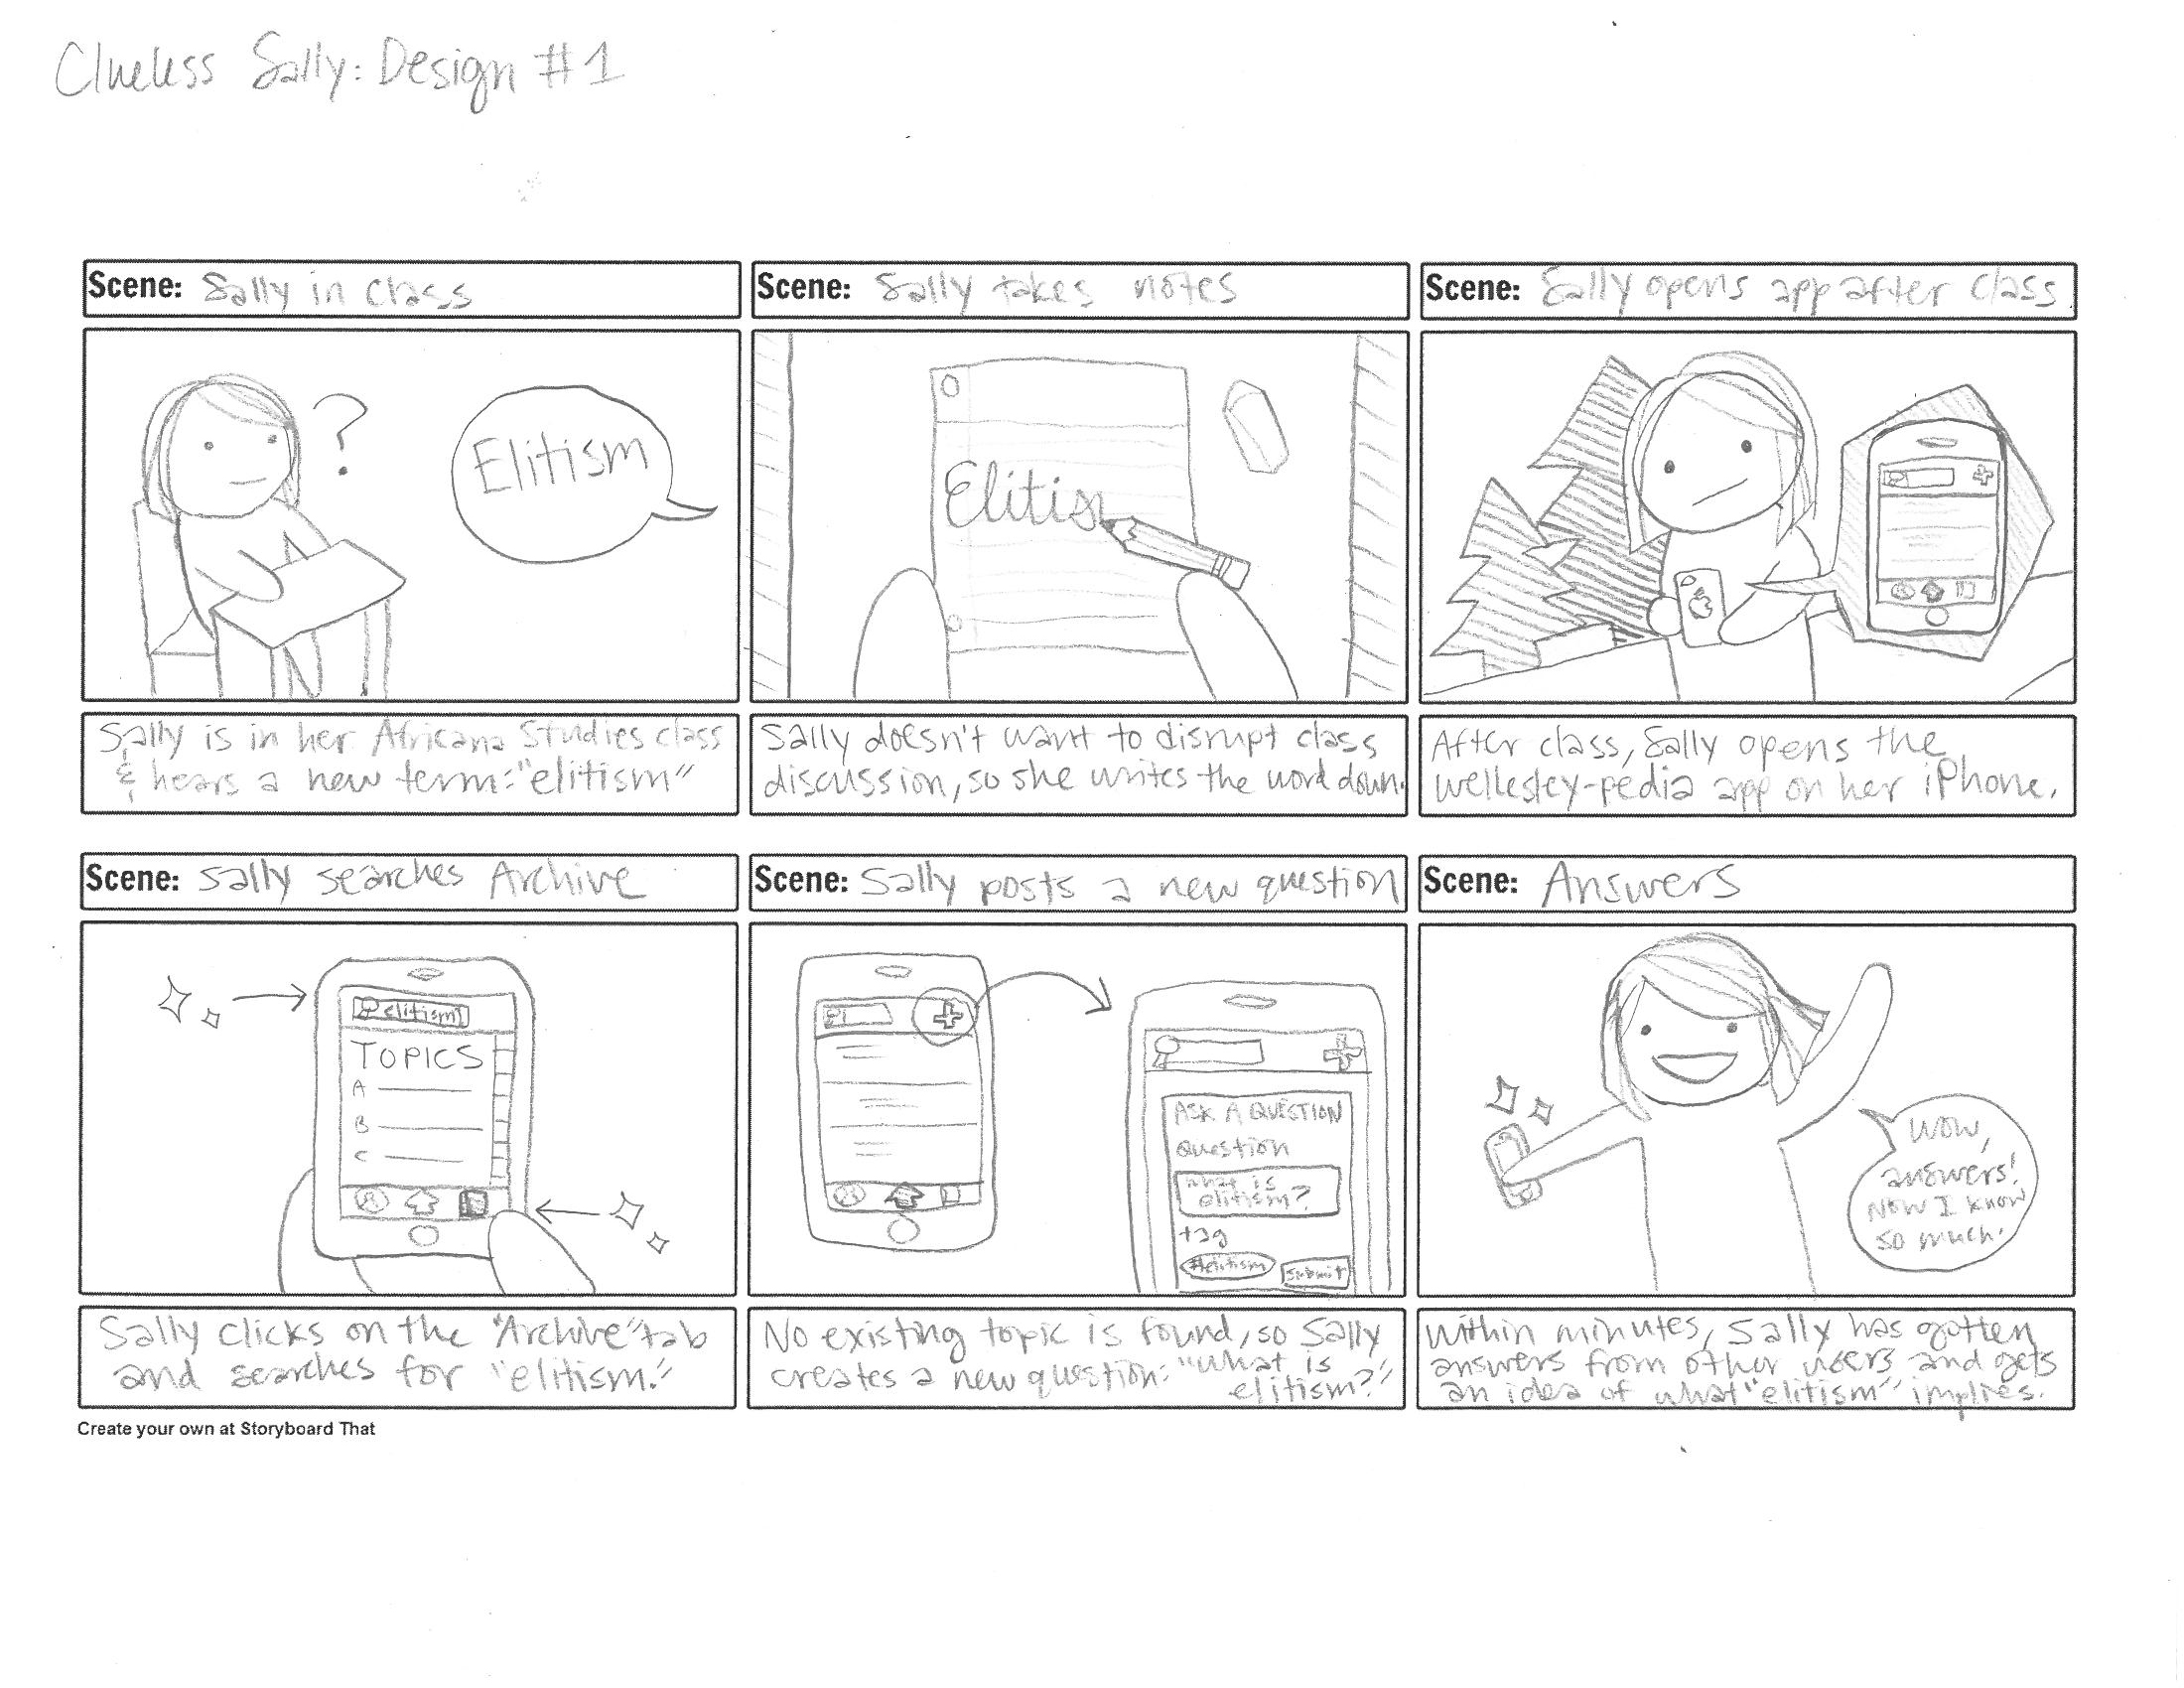 Clueless Sally: Design #1
Scene: Sally in class
Elitism
?
Sally is in her Africana Studies class
& hears a new term: "elitism"
Scene: Sally takes notes
Elitism
Sally doesn't want to disrupt class
discussion, so she writes the word down.
Scene: Sally opens app after class
After class, Sally opens the
wellesley-pedia app on her iPhone.
Scene: Sally searches Archive
elitism
TOPICS
A
B
C
Sally clicks on the "Archive" tab
and searches for "elitism."
Scene: Sally posts a new question
ASK A QUESTION
question
what is
elitism?
tag
#elitism
submit
No existing topic is found, so Sally
creates a new question: "what is
elitism?"
Scene: Answers
Wow,
answers!
Now I know
so much.
Within minutes, Sally has gotten
answers from other users and gets
an idea of what "elitism" implies.
Create your own at Storyboard That